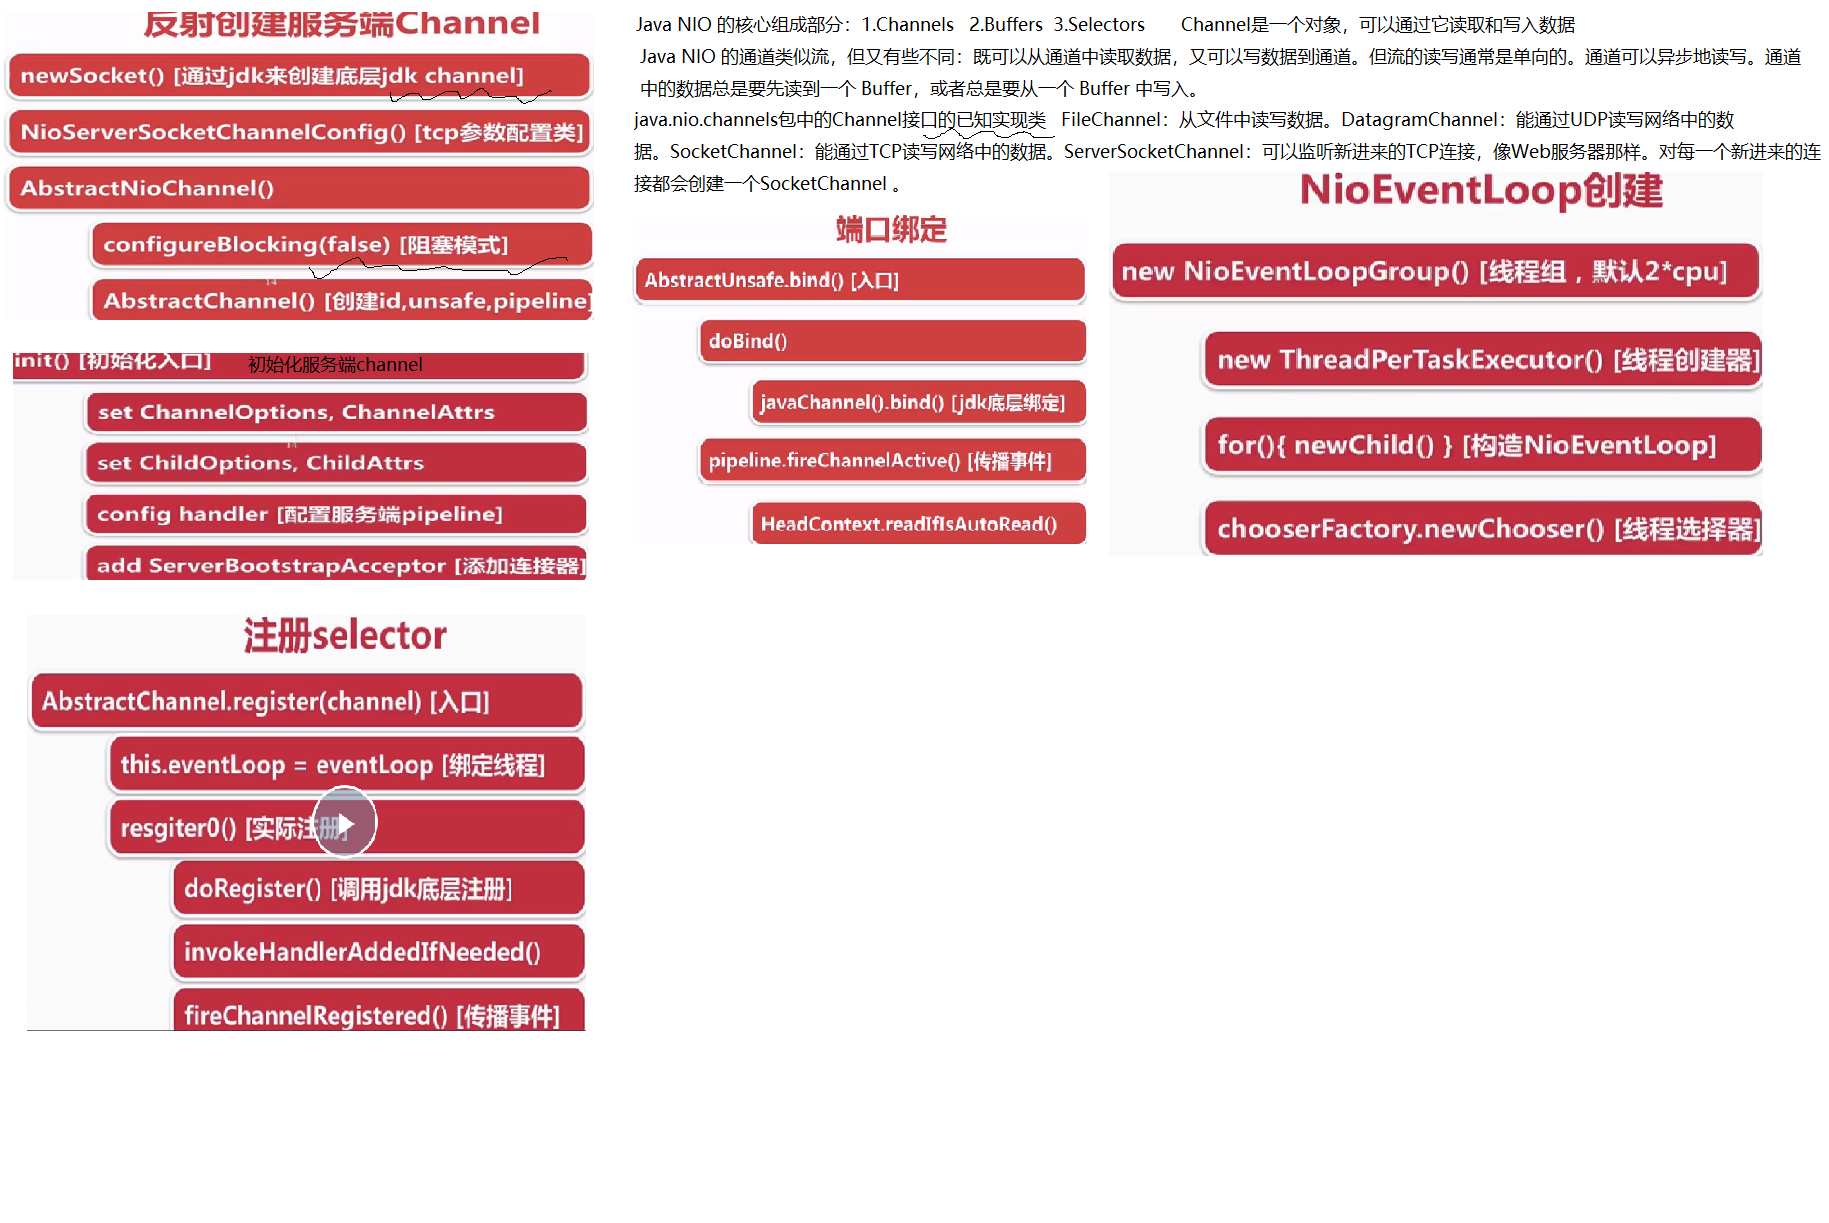 反射创建服务端Channel
newSocket() [通过jdk来创建底层jdk channel]
NioServerSocketChannelConfig() [tcp参数配置类]
AbstractNioChannel()
configureBlocking(false) [阻塞模式]
14
AbstractChannel() [创建id,unsafe,pipeline]
init() [初始化入口] 初始化服务端channel
set ChannelOptions, ChannelAttrs
set ChildOptions, ChildAttrs
config handler [配置服务端pipeline]
add ServerBootstrapAcceptor [添加连接器]
注册selector
AbstractChannel.register(channel) [入口]
this.eventLoop = eventLoop [绑定线程]
resgiter0() [实际注册]
doRegister() [调用jdk底层注册]
invokeHandlerAddedIfNeeded()
fireChannelRegistered() [传播事件]
Java NIO 的核心组成部分：1.Channels 2.Buffers 3.Selectors Channel是一个对象，可以通过它读取和写入数据
Java NIO 的通道类似流，但又有些不同：既可以从通道中读取数据，又可以写数据到通道。但流的读写通常是单向的。通道可以异步地读写。通道
中的数据总是要先读到一个 Buffer，或者总是要从一个 Buffer 中写入。
java.nio.channels包中的Channel接口的已知实现类 FileChannel：从文件中读写数据。DatagramChannel：能通过UDP读写网络中的数
据。SocketChannel：能通过TCP读写网络中的数据。ServerSocketChannel：可以监听新进来的TCP连接，像Web服务器那样。对每一个新进来的连
接都会创建一个SocketChannel 。
端口绑定
AbstractUnsafe.bind() [入口]
doBind()
javaChannel().bind() [jdk底层绑定]
pipeline.fireChannelActive() [传播事件]
HeadContext.readIfIsAutoRead()
NioEventLoop创建
new NioEventLoopGroup() [线程组，默认2*cpu]
new ThreadPerTaskExecutor() [线程创建器]
for(){ newChild() } [构造NioEventLoop]
chooserFactory.newChooser() [线程选择器]